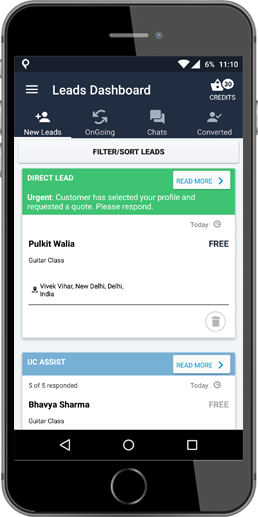 6% 11:10
Leads Dashboard
30
CREDITS
New Leads OnGoing Chats Converted
FILTER/SORT LEADS
DIRECT LEAD READ MORE
Urgent: Customer has selected your profile and
requested a quote. Please respond.
Today
Pulkit Walia FREE
Guitar Class
Vivek Vihar, New Delhi, Delhi,
India
UC ASSIST READ MORE
5 of 5 responded Today
Bhavya Sharma FREE
Guitar Class